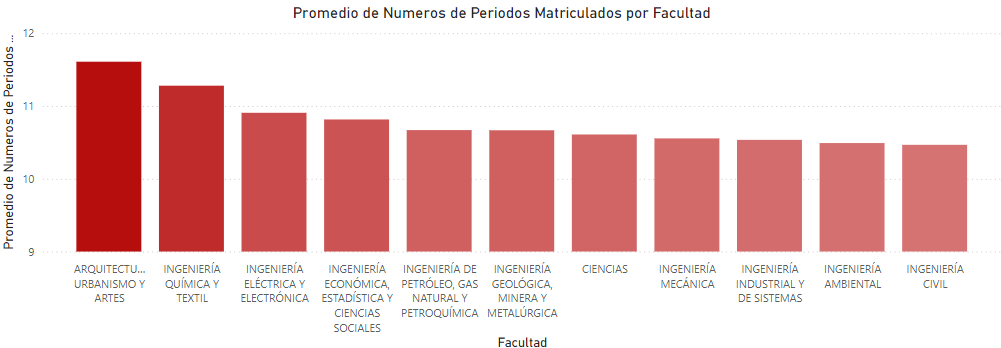 Promedio de Numeros de Periodos Matriculados por Facultad
Promedio de Numeros de Periodos ...
12
11
10
9
ARQUITECTU...
URBANISMO Y
ARTES
INGENIERÍA
QUÍMICA Y
TEXTIL
INGENIERÍA
ELÉCTRICA Y
ELECTRÓNICA
INGENIERÍA
ECONÓMICA,
ESTADÍSTICA Y
CIENCIAS
SOCIALES
INGENIERÍA DE
PETRÓLEO, GAS
NATURAL Y
PETROQUÍMICA
INGENIERÍA
GEOLÓGICA,
MINERA Y
METALÚRGICA
CIENCIAS
INGENIERÍA
MECÁNICA
INGENIERÍA
INDUSTRIAL Y
DE SISTEMAS
INGENIERÍA
AMBIENTAL
INGENIERÍA
CIVIL
Facultad